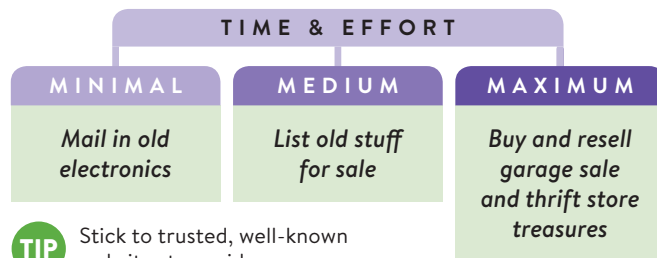 TIME & EFFORT
MINIMAL
Mail in old
electronics
MEDIUM
List old stuff
for sale
MAXIMUM
Buy and resell
garage sale
and thrift store
treasures
TIP
Stick to trusted, well-known